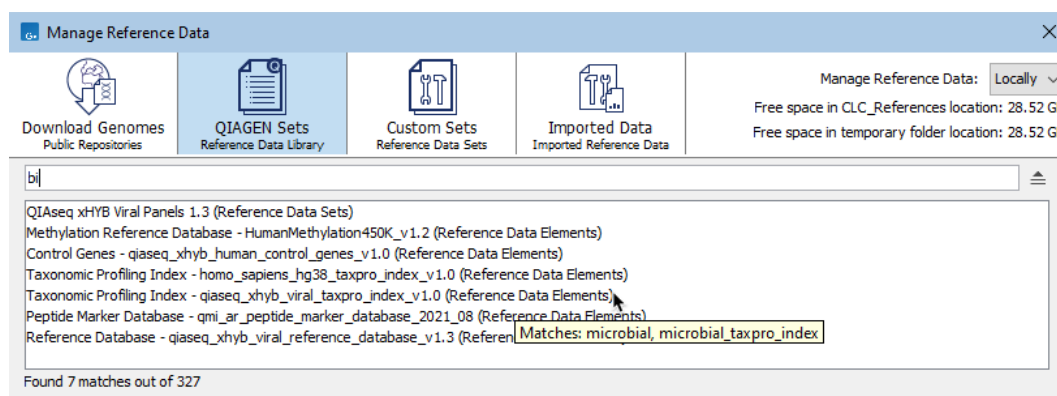 Manage Reference Data
Download Genomes
Public Repositories
QIAGEN Sets
Reference Data Library
Custom Sets
Reference Data Sets
Imported Data
Imported Reference Data
Manage Reference Data: Locally
Free space in CLC_References location: 28.52 G
Free space in temporary folder location: 28.52 G
bi
QIAseq xHYB Viral Panels 1.3 (Reference Data Sets)
Methylation Reference Database - HumanMethylation450K_v1.2 (Reference Data Elements)
Control Genes - qiaseq_xhyb_human_control_genes_v1.0 (Reference Data Elements)
Taxonomic Profiling Index - homo_sapiens_hg38_taxpro_index_v1.0 (Reference Data Elements)
Taxonomic Profiling Index - qiaseq_xhyb_viral_taxpro_index_v1.0 (Reference Data Elements)
Peptide Marker Database - qmi_ar_peptide_marker_database_2021_08 (Reference Data Elements)
Reference Database - qiaseq_xhyb_viral_reference_database_v1.3 (Referen
Matches: microbial, microbial_taxpro_index
Found 7 matches out of 327